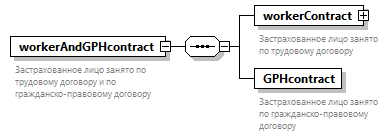 workerContract
Застрахованное лицо занято
по трудовому договору
workerAndGPHcontract
Застрахованное лицо занято по
трудовому договору и по
гражданско-правовому договору
GPHcontract
Застрахованное лицо занято
по гражданско-правовому
договору